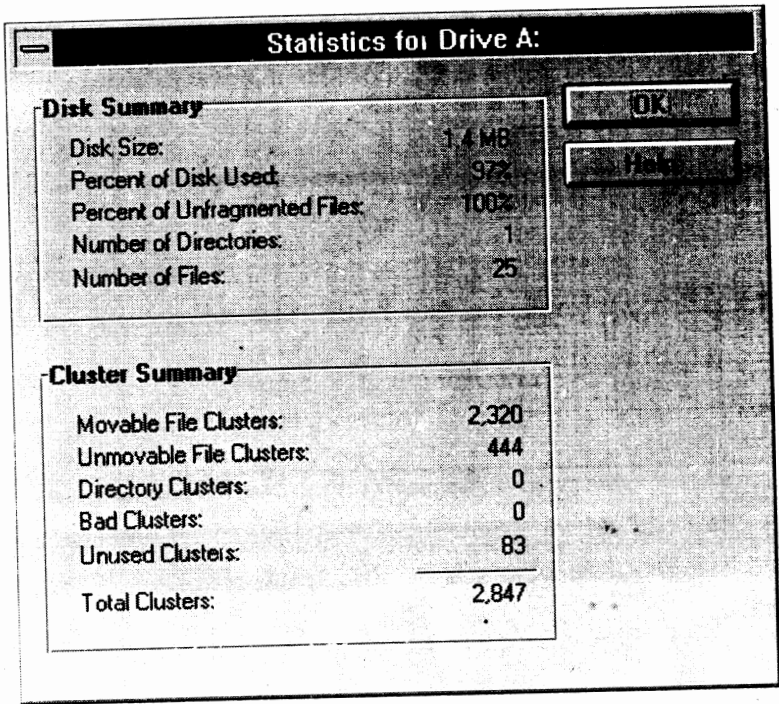 Statistics for Drive A:
Disk Summary
OK
Disk Size: 1.4 MB
Help
Percent of Disk Used: 97%
Percent of Unfragmented Files: 100%
Number of Directories: 1
Number of Files: 25
Cluster Summary
Movable File Clusters: 2,320
Unmovable File Clusters: 444
Directory Clusters: 0
Bad Clusters: 0
Unused Clusters: 83
Total Clusters: 2,847